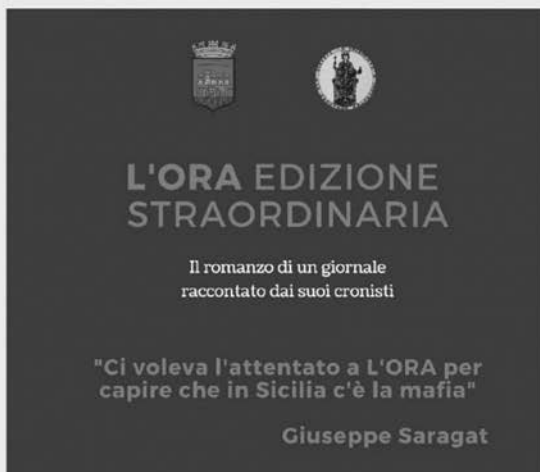 L'ORA EDIZIONE
STRAORDINARIA
Il romanzo di un giornale
raccontato dai suoi cronisti
"Ci voleva l'attentato a L'ORA per
capire che in Sicilia c'è la mafia"
Giuseppe Saragat